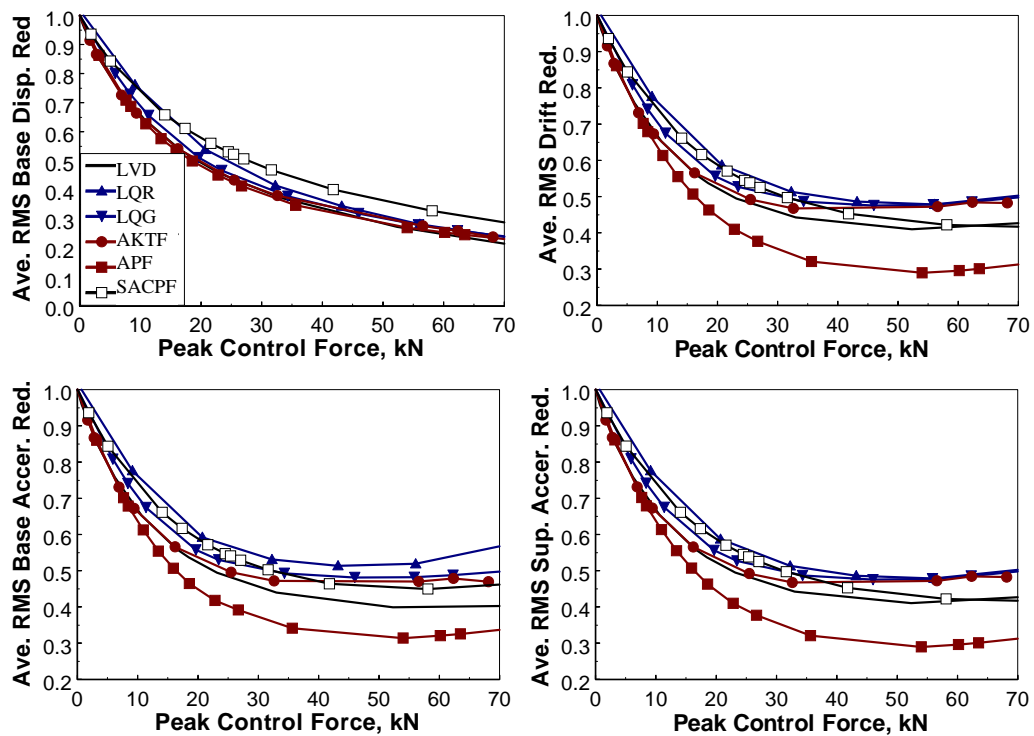 Ave. RMS Base Disp. Red
1.0
0.9
0.8
0.7
0.6
0.5
0.4
0.3
0.2
0.1
0.0
LVD
LQR
LQG
AKTF
APF
SACPF
0 10 20 30 40 50 60 70
Peak Control Force, kN
Ave. RMS Drift Red.
1.0
0.9
0.8
0.7
0.6
0.5
0.4
0.3
0.2
0 10 20 30 40 50 60 70
Peak Control Force, kN
Ave. RMS Base Accer. Red.
1.0
0.9
0.8
0.7
0.6
0.5
0.4
0.3
0.2
0 10 20 30 40 50 60 70
Peak Control Force, kN
Ave. RMS Sup. Accer. Red.
1.0
0.9
0.8
0.7
0.6
0.5
0.4
0.3
0.2
0 10 20 30 40 50 60 70
Peak Control Force, kN